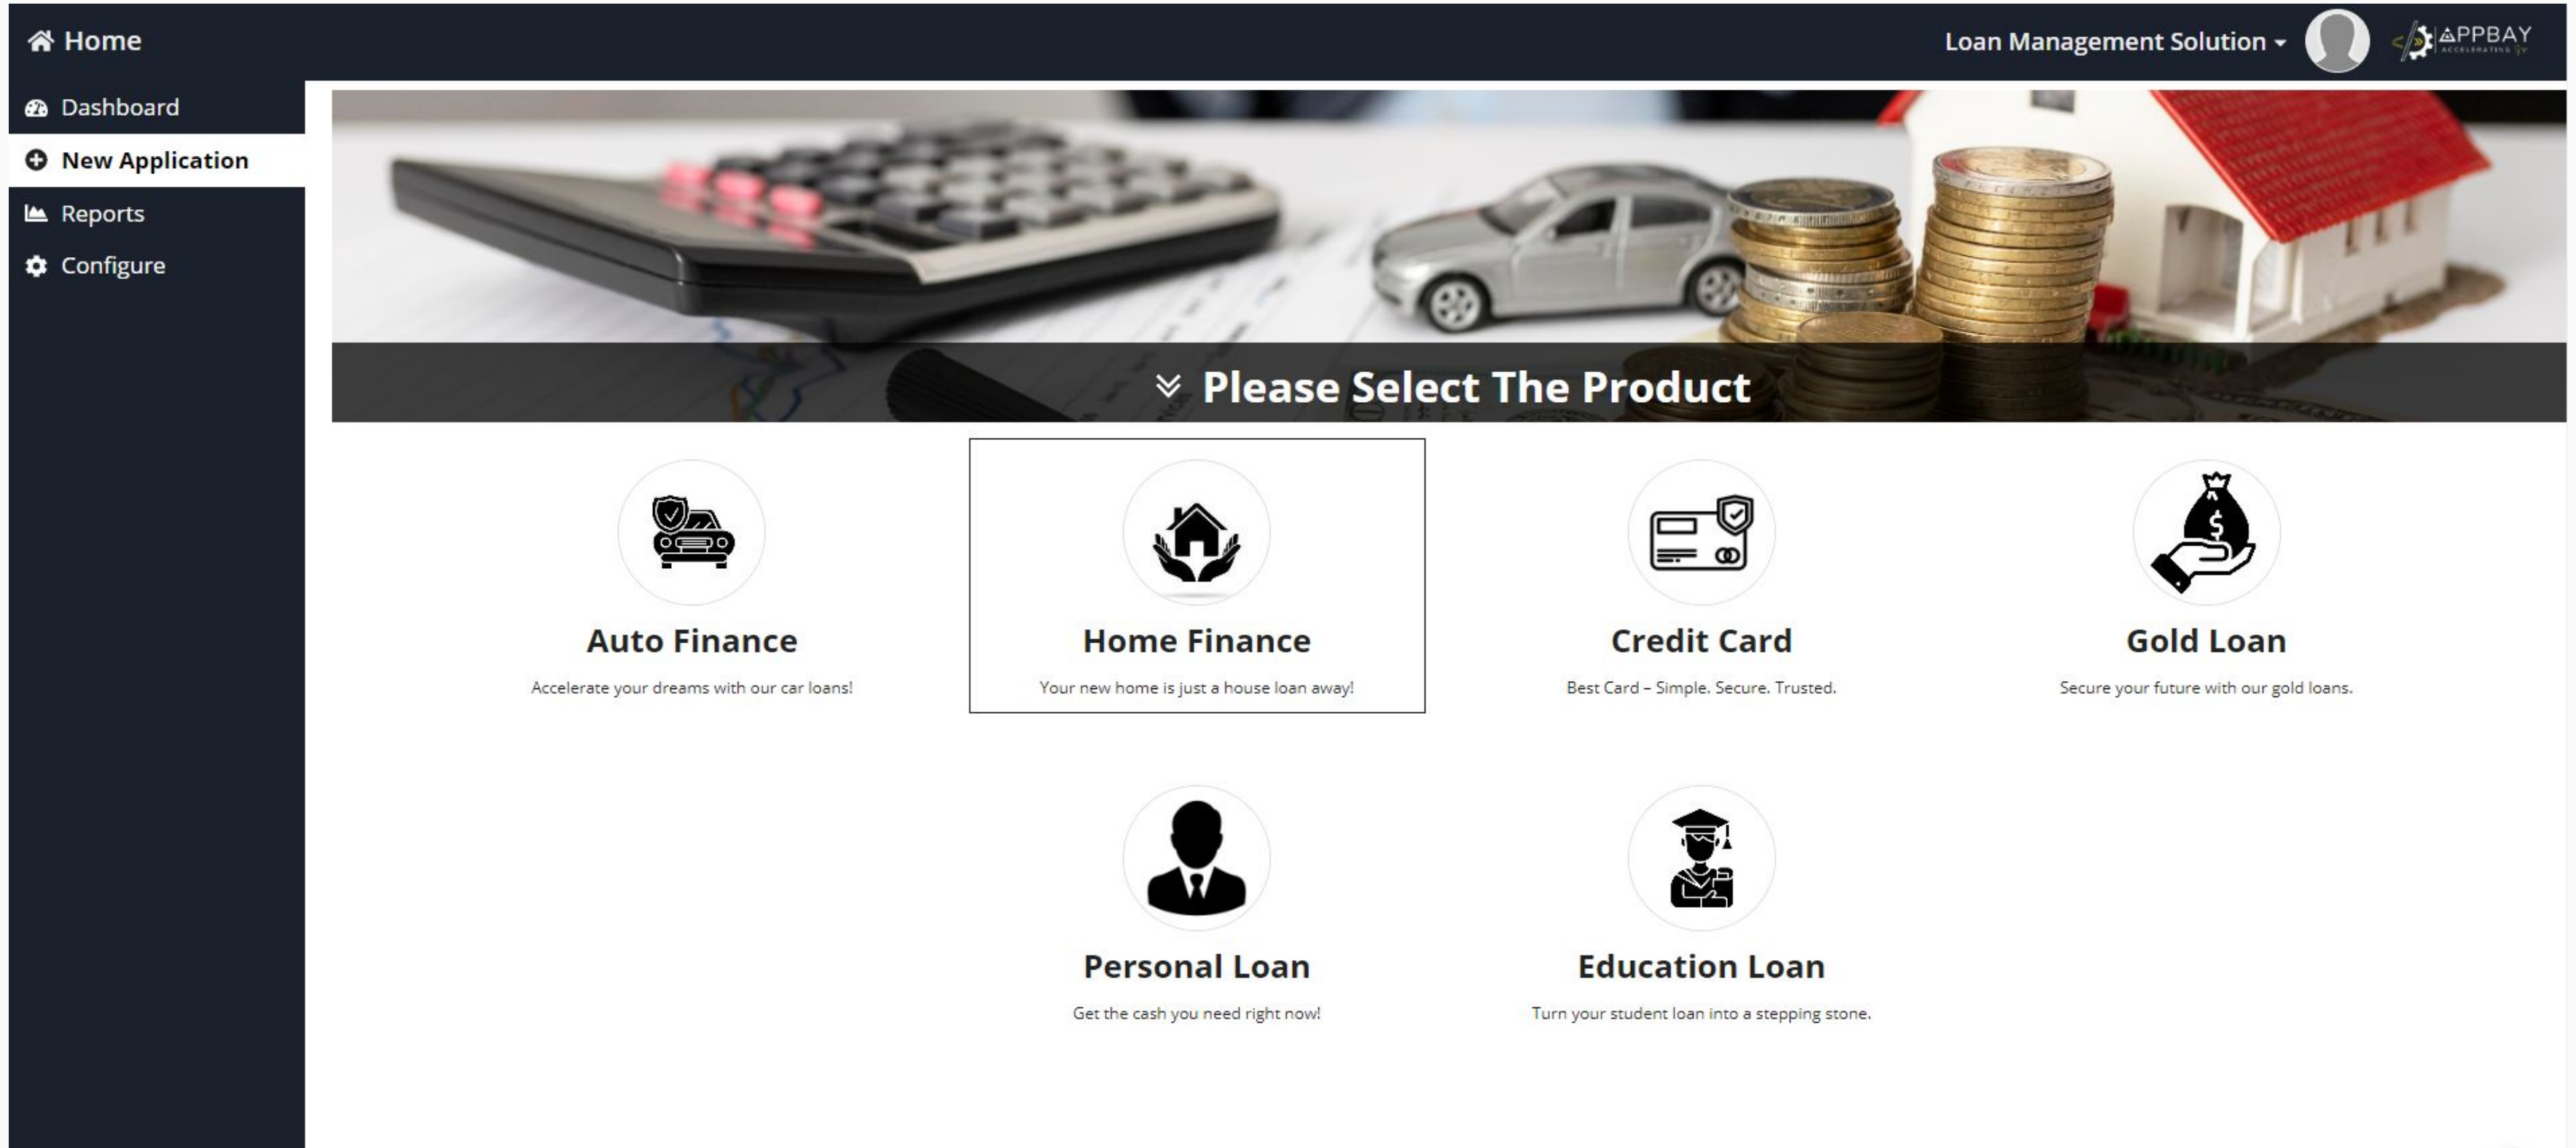 Home
Loan Management Solution
APPBAY
Dashboard
New Application
Reports
Configure
Please Select The Product
Auto Finance
Accelerate your dreams with our car loans!
Home Finance
Your new home is just a house loan away!
Credit Card
Best Card – Simple. Secure. Trusted.
Gold Loan
Secure your future with our gold loans.
Personal Loan
Get the cash you need right now!
Education Loan
Turn your student loan into a stepping stone.